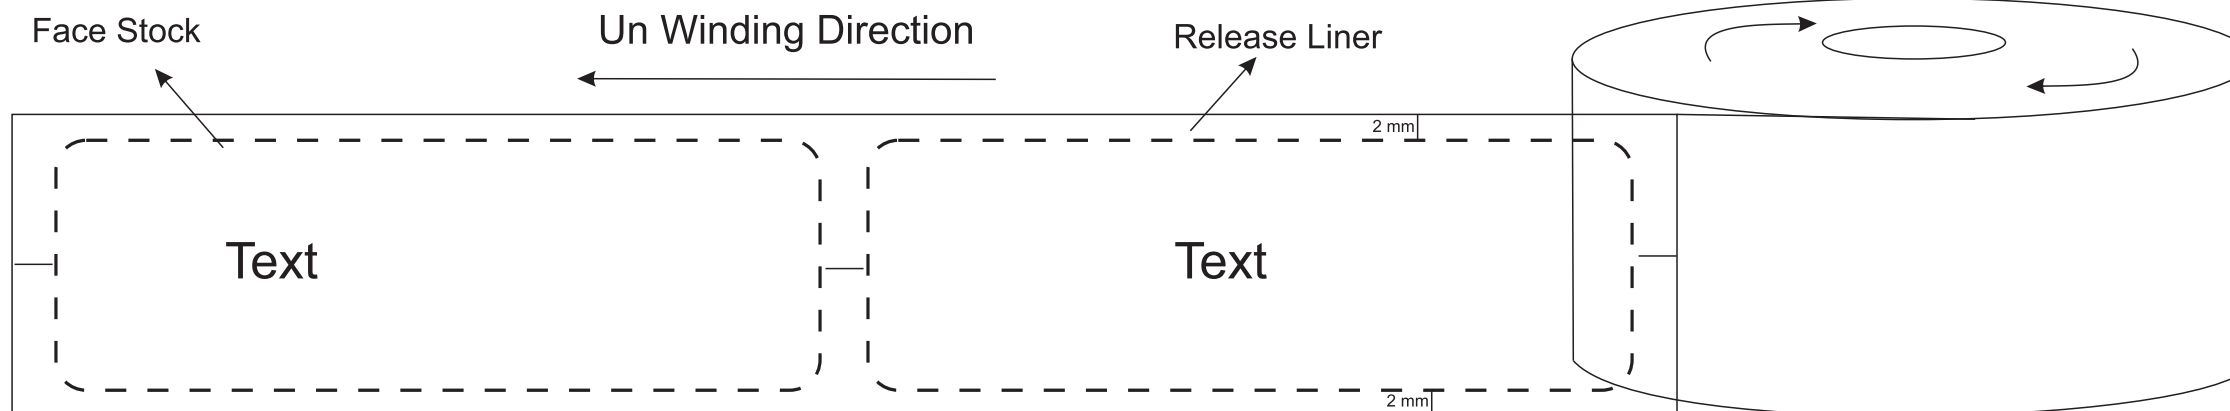 Face Stock
Un Winding Direction
Release Liner
2 mm
Text
Text
2 mm